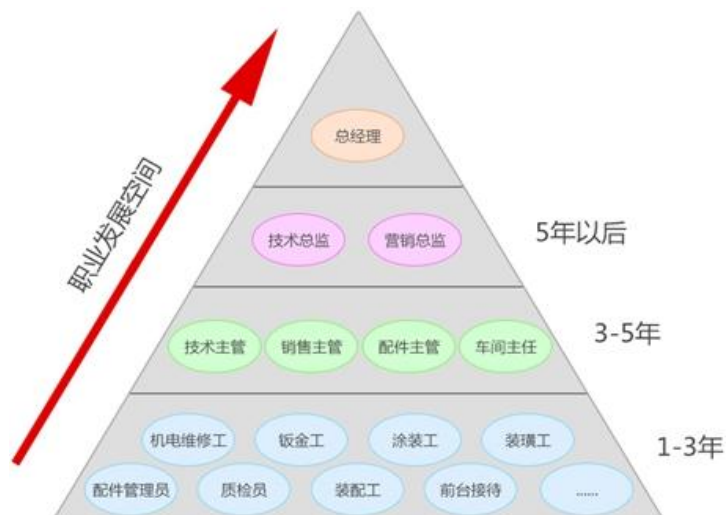 总经理
职业发展空间
技术总监 营销总监 5年以后
技术主管 销售主管 配件主管 车间主任 3-5年
机电维修工 钣金工 涂装工 装璜工 1-3年
配件管理员 质检员 装配工 前台接待 ......